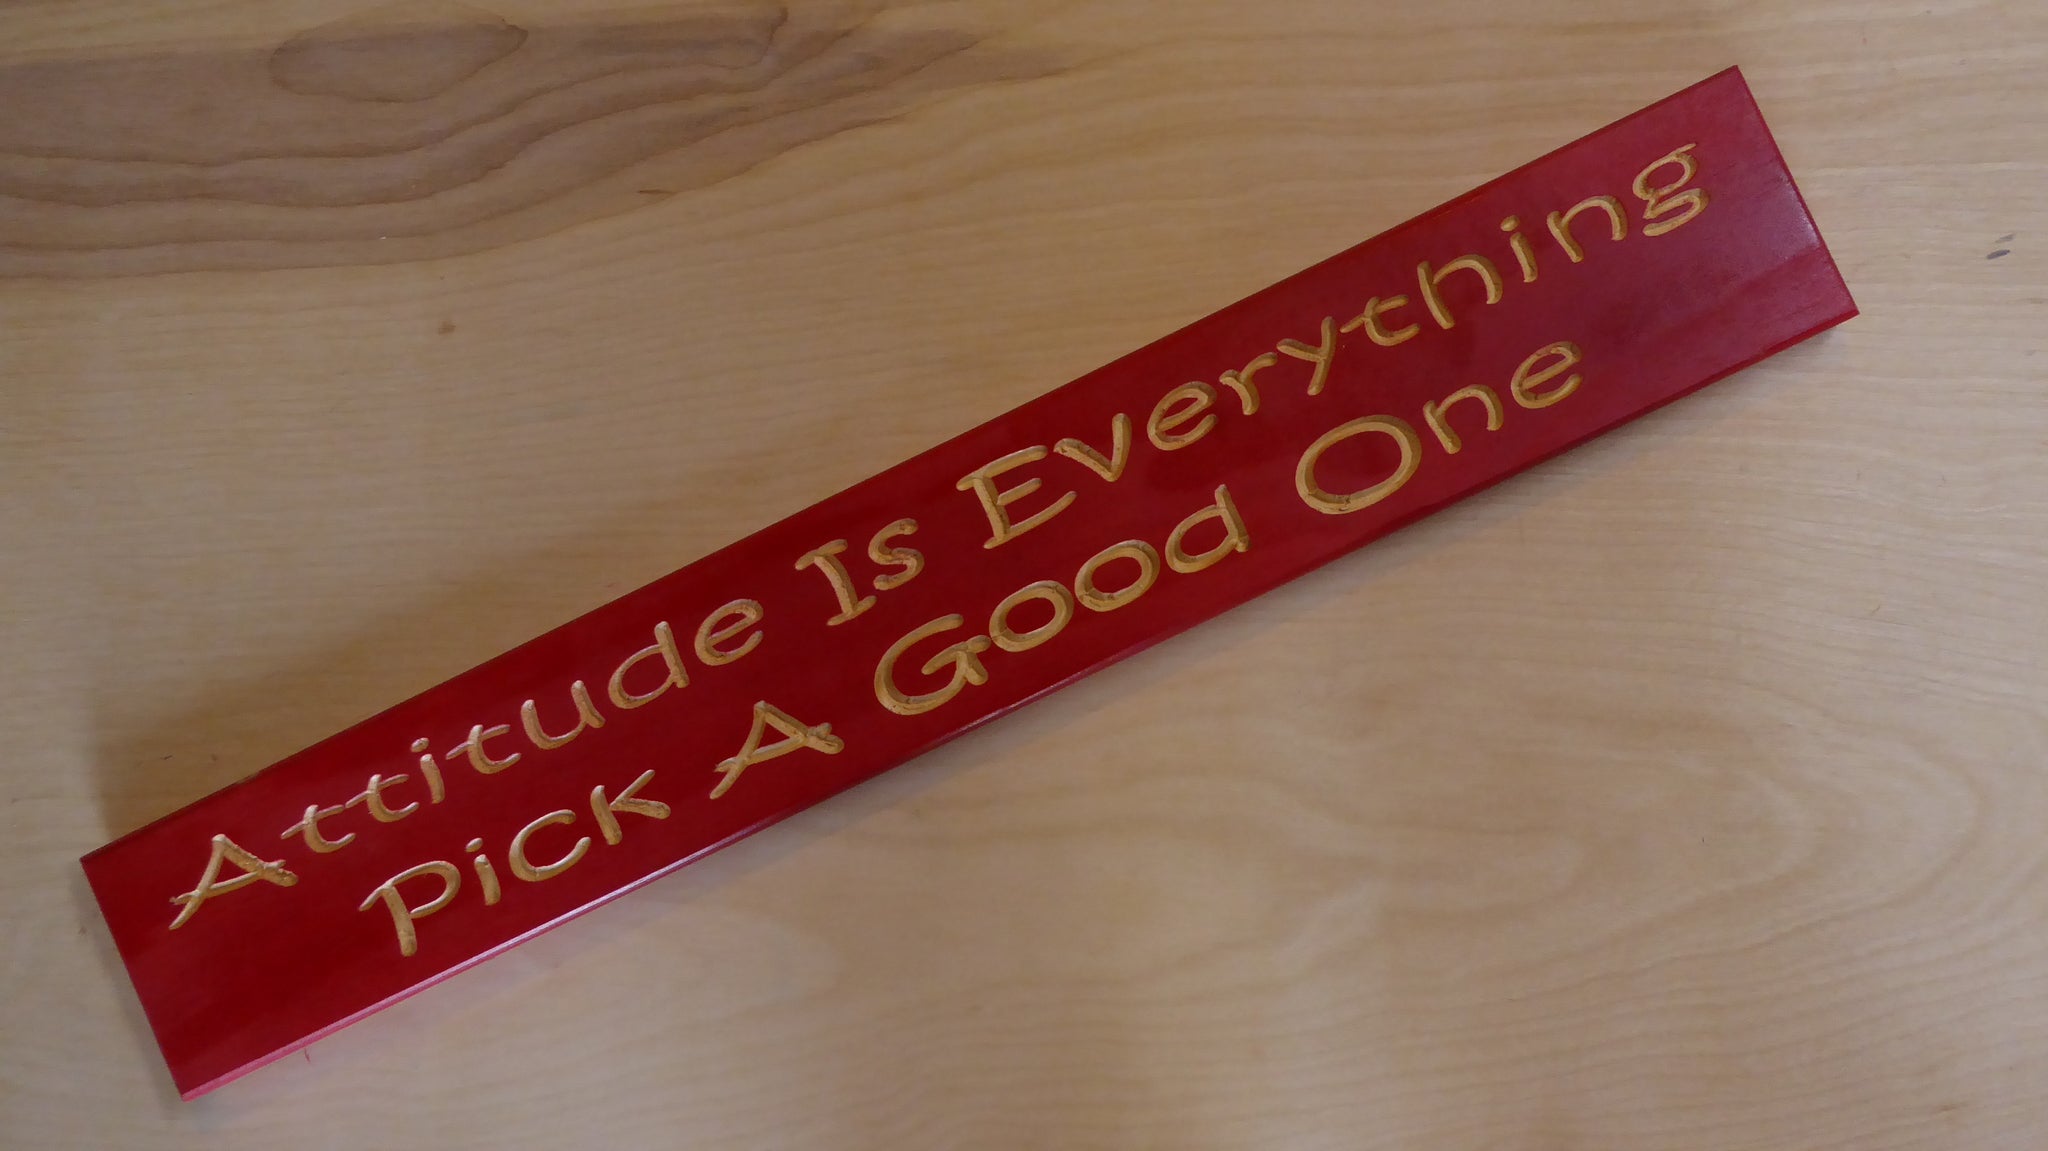 Attitude Is Everything
Pick A Good One